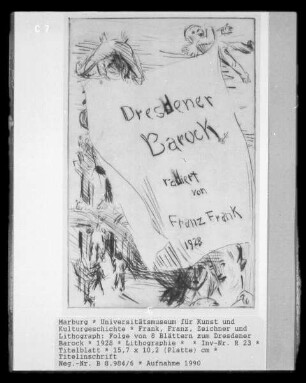 C 7
Dresdener
Barock
radiert
von
Franz Frank
1928
Marburg * Universitätsmuseum für Kunst und
Kulturgeschichte * Frank, Franz, Zeichner und
Lithograph: Folge von 8 Blättern zum Dresdener
Barock * 1928 * Lithographie * * Inv-Nr. R 23 *
Titelblatt * 15,7 x 10,2 (Platte) cm *
Titelinschrift
Neg.-Nr. B 8.984/6 * Aufnahme 1990